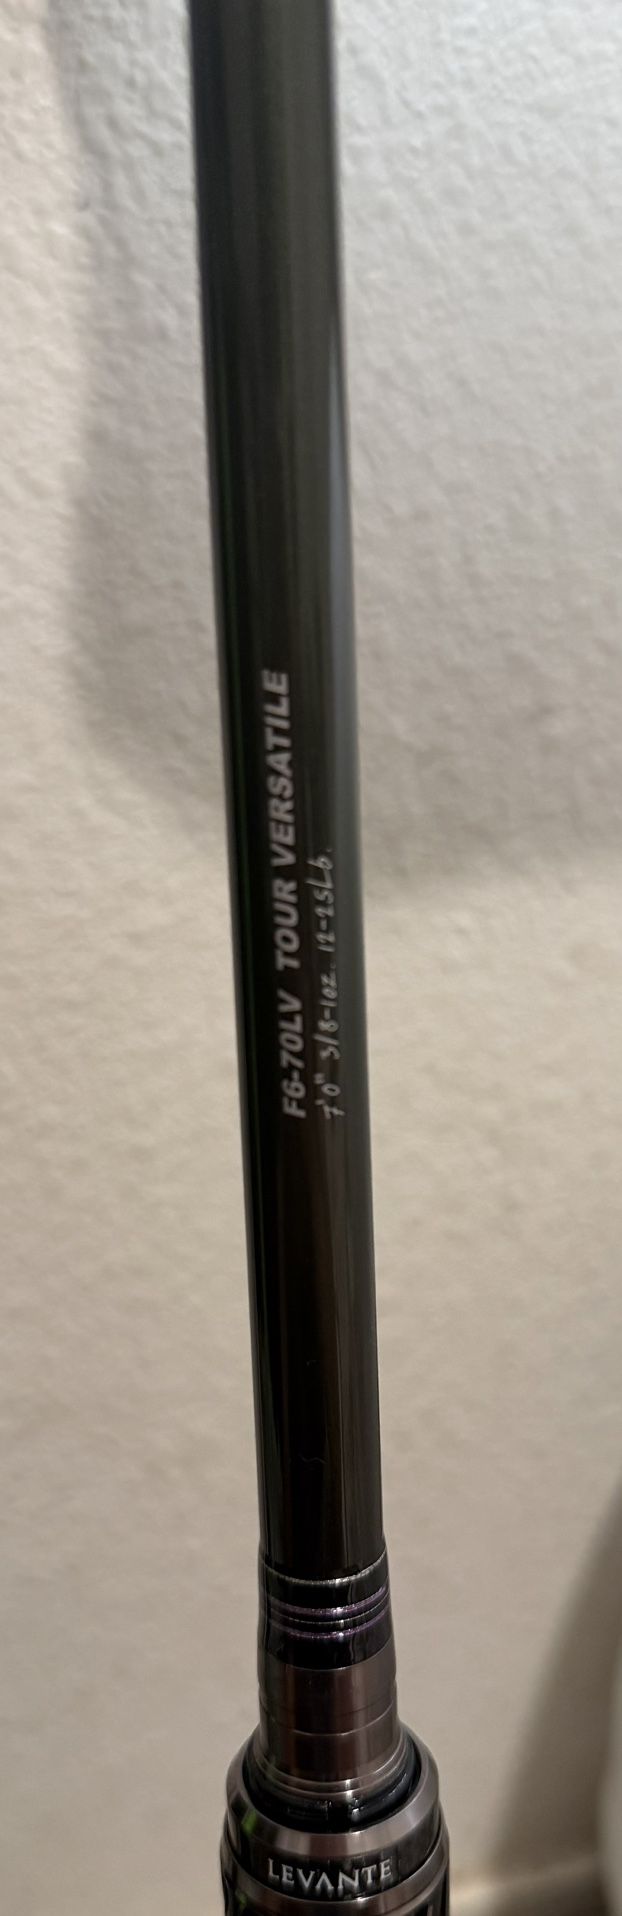 F6-70LV TOUR VERSATILE
7'0" 3/8-1oz. 12-25Lb.
LEVANTE